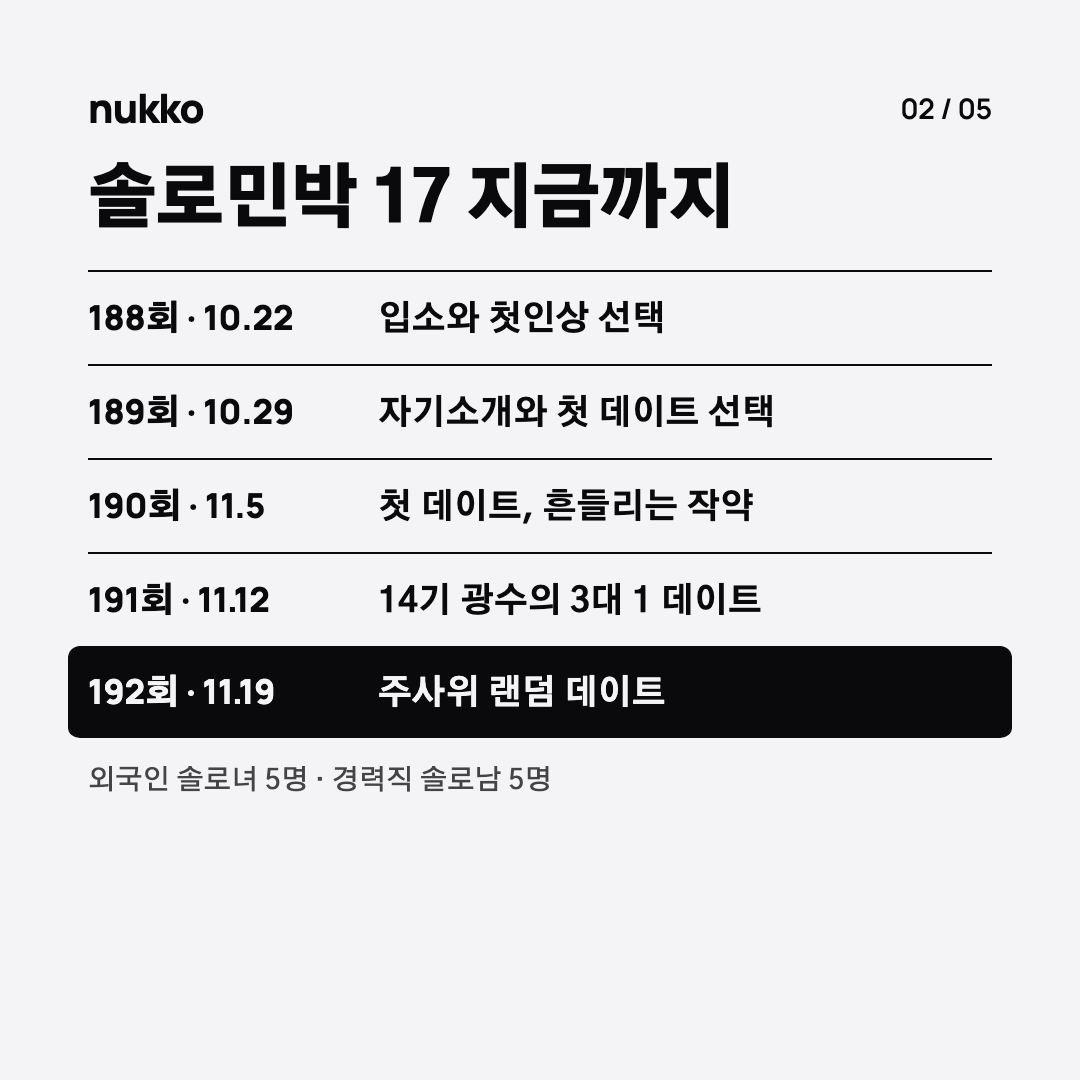 nukko
02 / 05
솔로민박 17 지금까지
188회 · 10.22 입소와 첫인상 선택
189회 · 10.29 자기소개와 첫 데이트 선택
190회 · 11.5 첫 데이트, 흔들리는 작약
191회 · 11.12 14기 광수의 3대 1 데이트
192회 · 11.19 주사위 랜덤 데이트
외국인 솔로녀 5명 · 경력직 솔로남 5명